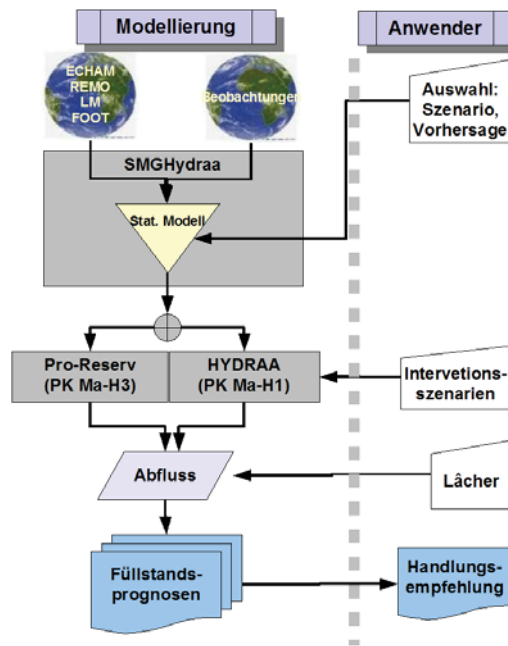 Modellierung
Anwender
ECHAM
REMO
LM
FOOT
Beobachtungen
Auswahl:
Szenario,
Vorhersage
SMGHydraa
Stat. Modell
Pro-Reserv
(PK Ma-H3)
HYDRAA
(PK Ma-H1)
Intervetions-
szenarien
Abfluss
Lâcher
Füllstands-
prognosen
Handlungs-
empfehlung